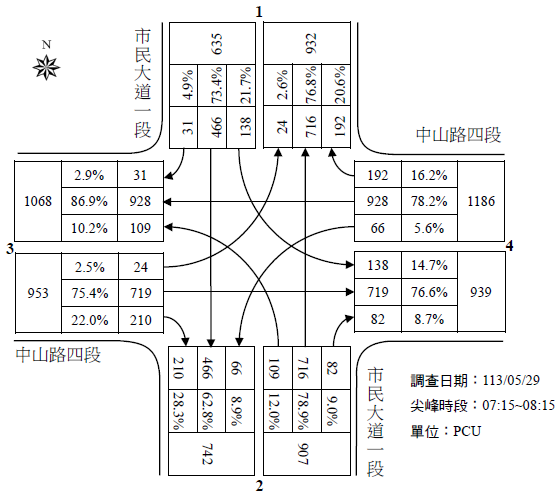 1
N
市民大道一段
635
932
4.9% 73.4% 21.7%
2.6% 76.8% 20.6%
31 466 138
24 716 192
中山路四段
1068
2.9% 31
86.9% 928
10.2% 109
192 16.2%
928 78.2%
66 5.6%
1186
3
4
953
2.5% 24
75.4% 719
22.0% 210
138 14.7%
719 76.6%
82 8.7%
939
中山路四段
210 466 66
109 716 82
28.3% 62.8% 8.9%
12.0% 78.9% 9.0%
742
907
市民大道一段
2
調查日期：113/05/29
尖峰時段：07:15~08:15
單位：PCU